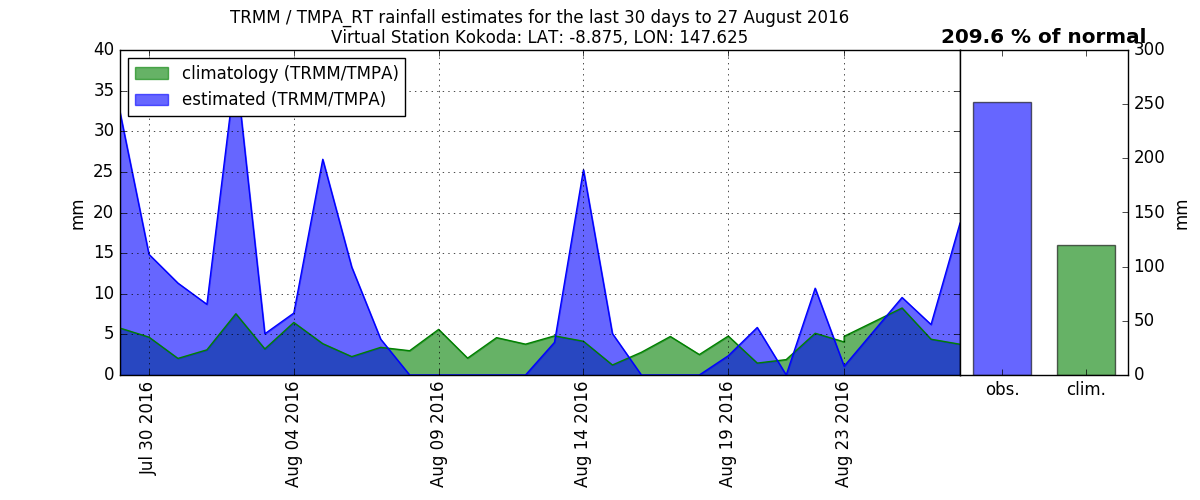 TRMM / TMPA_RT rainfall estimates for the last 30 days to 27 August 2016
Virtual Station Kokoda: LAT: -8.875, LON: 147.625
209.6 % of normal
climatology (TRMM/TMPA)
estimated (TRMM/TMPA)
40
35
30
25
20
15
10
5
0
mm
Jul 30 2016
Aug 04 2016
Aug 09 2016
Aug 14 2016
Aug 19 2016
Aug 23 2016
300
250
200
150
100
50
0
mm
obs.
clim.